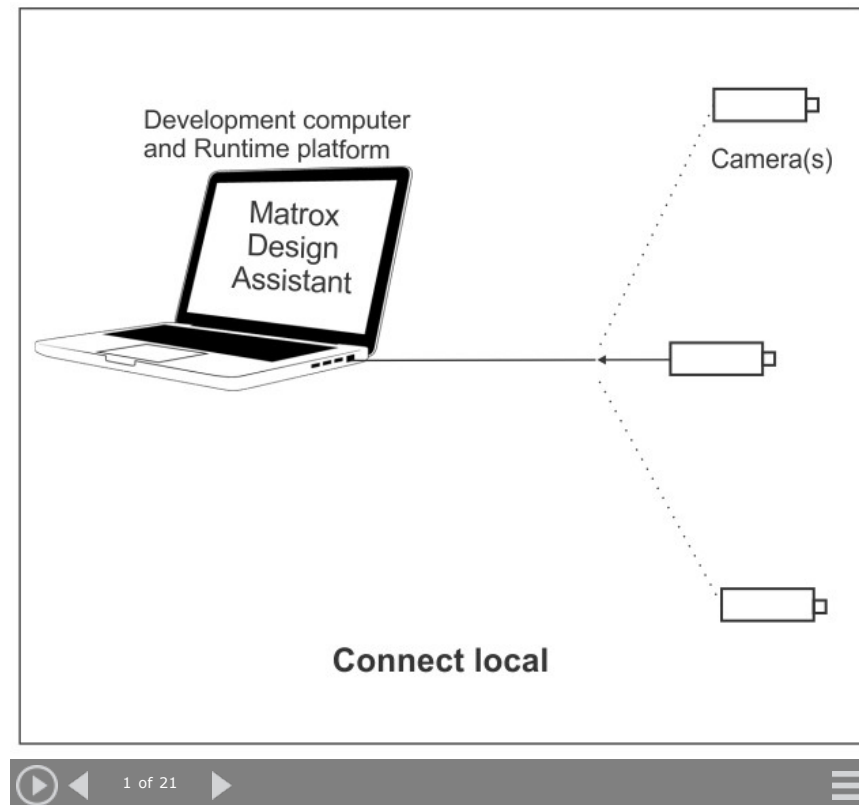 Development computer
and Runtime platform
Matrox
Design
Assistant
Camera(s)
Connect local
1 of 21